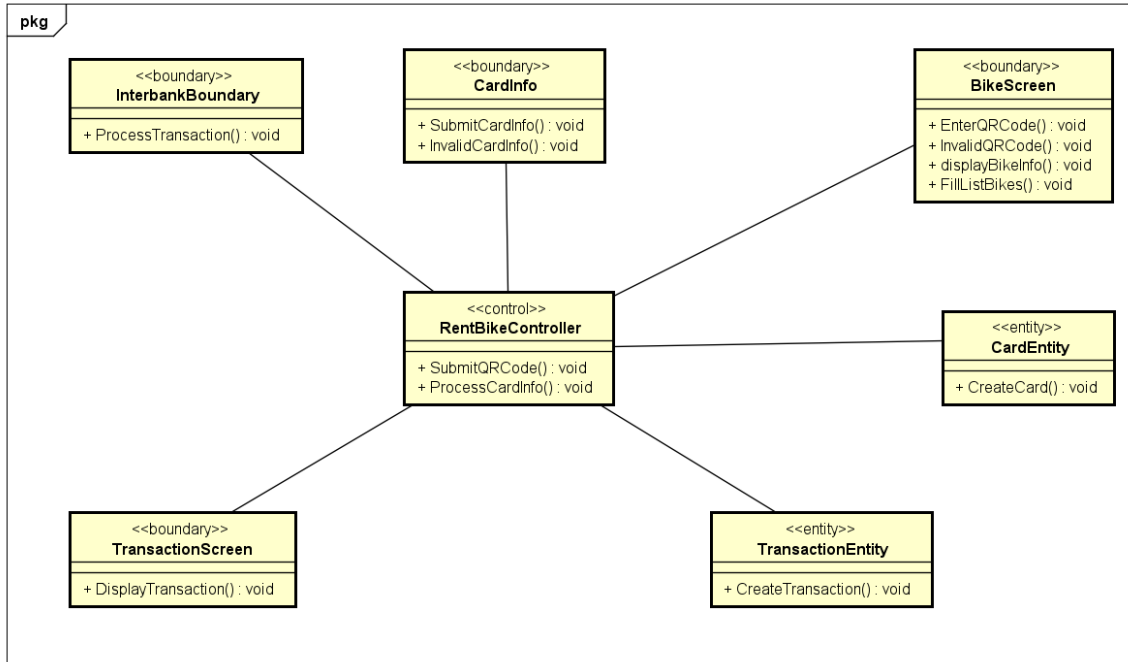 pkg
<<boundary>>
InterbankBoundary
+ ProcessTransaction() : void
<<boundary>>
CardInfo
+ SubmitCardInfo() : void
+ InvalidCardInfo() : void
<<boundary>>
BikeScreen
+ EnterQRCode() : void
+ InvalidQRCode() : void
+ displayBikeInfo() : void
+ FillListBikes() : void
<<control>>
RentBikeController
+ SubmitQRCode() : void
+ ProcessCardInfo() : void
<<entity>>
CardEntity
+ CreateCard() : void
<<boundary>>
TransactionScreen
+ DisplayTransaction() : void
<<entity>>
TransactionEntity
+ CreateTransaction() : void